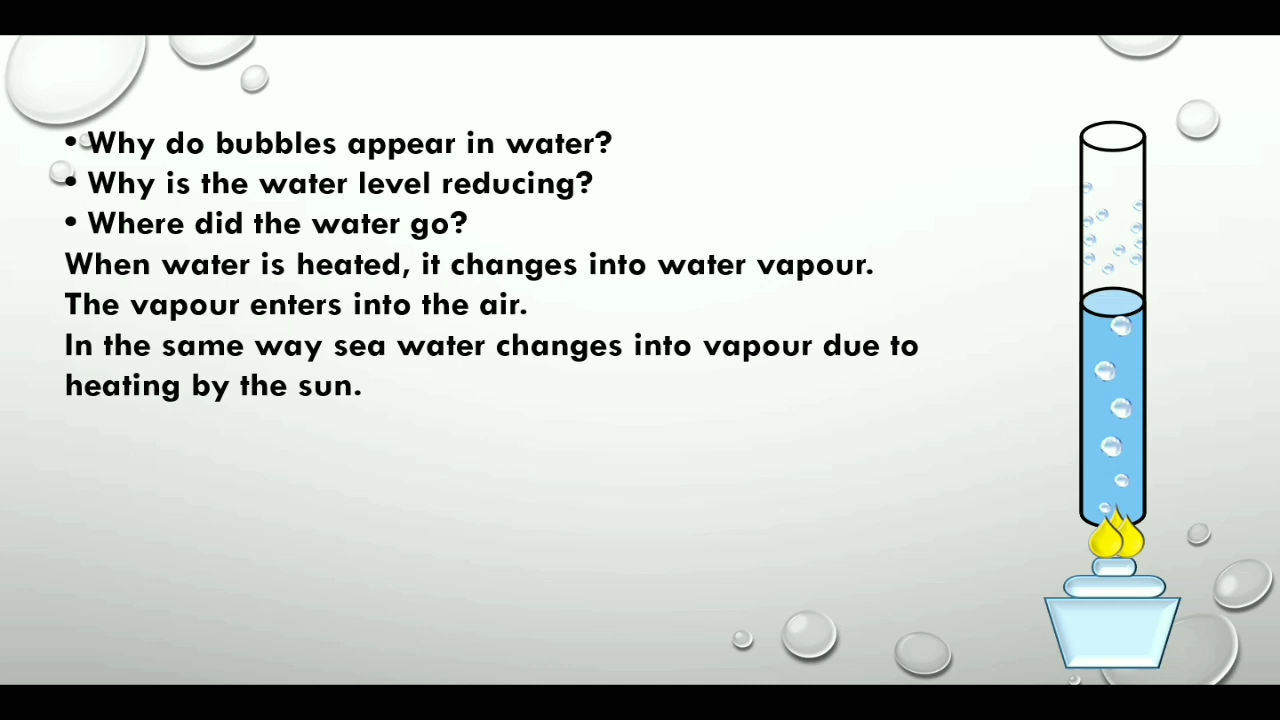 • Why do bubbles appear in water?
• Why is the water level reducing?
• Where did the water go?
When water is heated, it changes into water vapour.
The vapour enters into the air.
In the same way sea water changes into vapour due to
heating by the sun.